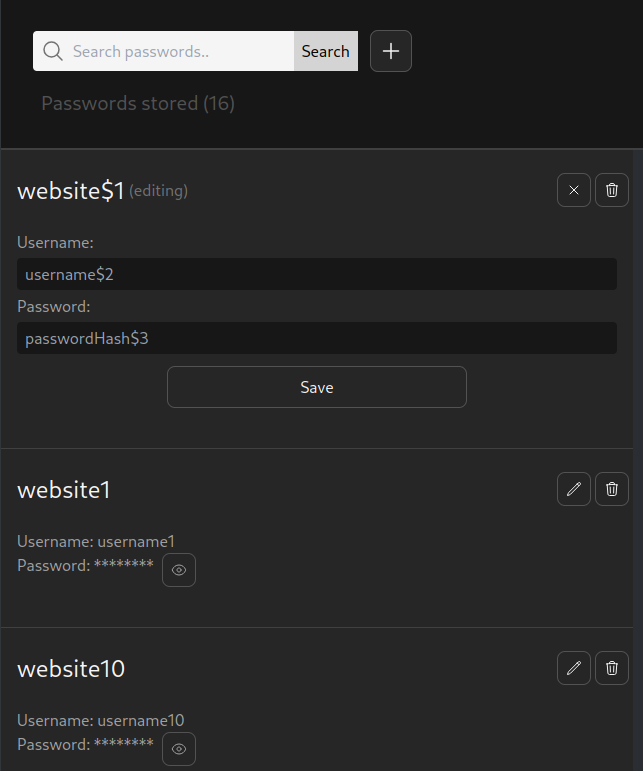 Search passwords..
Search
Passwords stored (16)
website$1 (editing)
Username:
username$2
Password:
passwordHash$3
Save
website1
Username: username1
Password: ********
website10
Username: username10
Password: ********